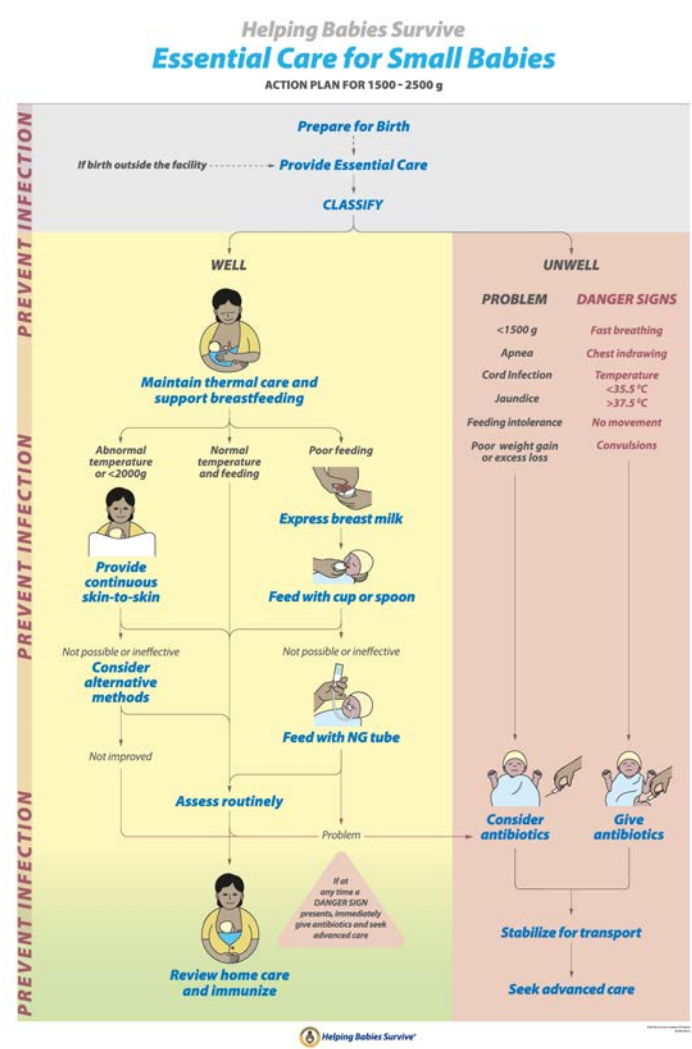 Helping Babies Survive
Essential Care for Small Babies
ACTION PLAN FOR 1500 - 2500 g
PREVENT INFECTION
PREVENT INFECTION
PREVENT INFECTION
Prepare for Birth
If birth outside the facility
Provide Essential Care
CLASSIFY
WELL
Maintain thermal care and
support breastfeeding
Abnormal
temperature
or <2000g
Normal
temperature
and feeding
Poor feeding
Express breast milk
Provide
continuous
skin-to-skin
Feed with cup or spoon
Not possible or ineffective
Consider
alternative
methods
Not possible or ineffective
Feed with NG tube
Not improved
Assess routinely
Problem
If at
any time a
DANGER SIGN
presents, immediately
give antibiotics and seek
advanced care
Review home care
and immunize
UNWELL
PROBLEM
<1500 g
Apnea
Cord Infection
Jaundice
Feeding intolerance
Poor weight gain
or excess loss
DANGER SIGNS
Fast breathing
Chest indrawing
Temperature
<35.5 °C
>37.5 °C
No movement
Convulsions
Consider
antibiotics
Give
antibiotics
Stabilize for transport
Seek advanced care
Helping Babies Survive